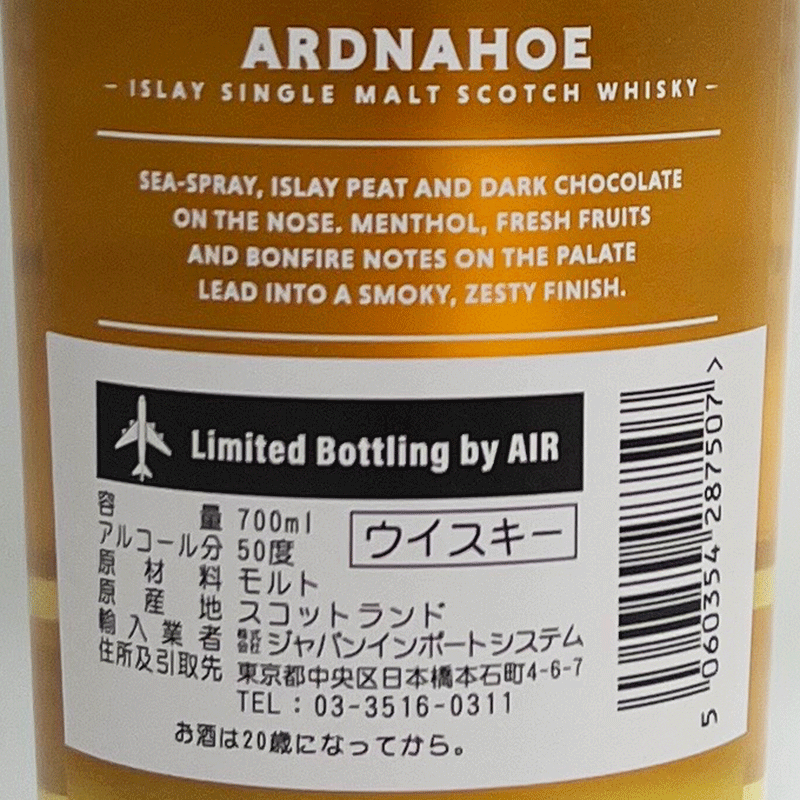 ARDNAHOE
- ISLAY SINGLE MALT SCOTCH WHISKY -
SEA-SPRAY, ISLAY PEAT AND DARK CHOCOLATE
ON THE NOSE. MENTHOL, FRESH FRUITS
AND BONFIRE NOTES ON THE PALATE
LEAD INTO A SMOKY, ZESTY FINISH.
Limited Bottling by AIR
容量 700ml
ウイスキー
アルコール分 50度
原材料 モルト
原産地 スコットランド
輸入業者 株式会社ジャパンインポートシステム
住所及引取先 東京都中央区日本橋本石町4-6-7
TEL : 03-3516-0311
お酒は20歳になってから。
5 060354 287507 >